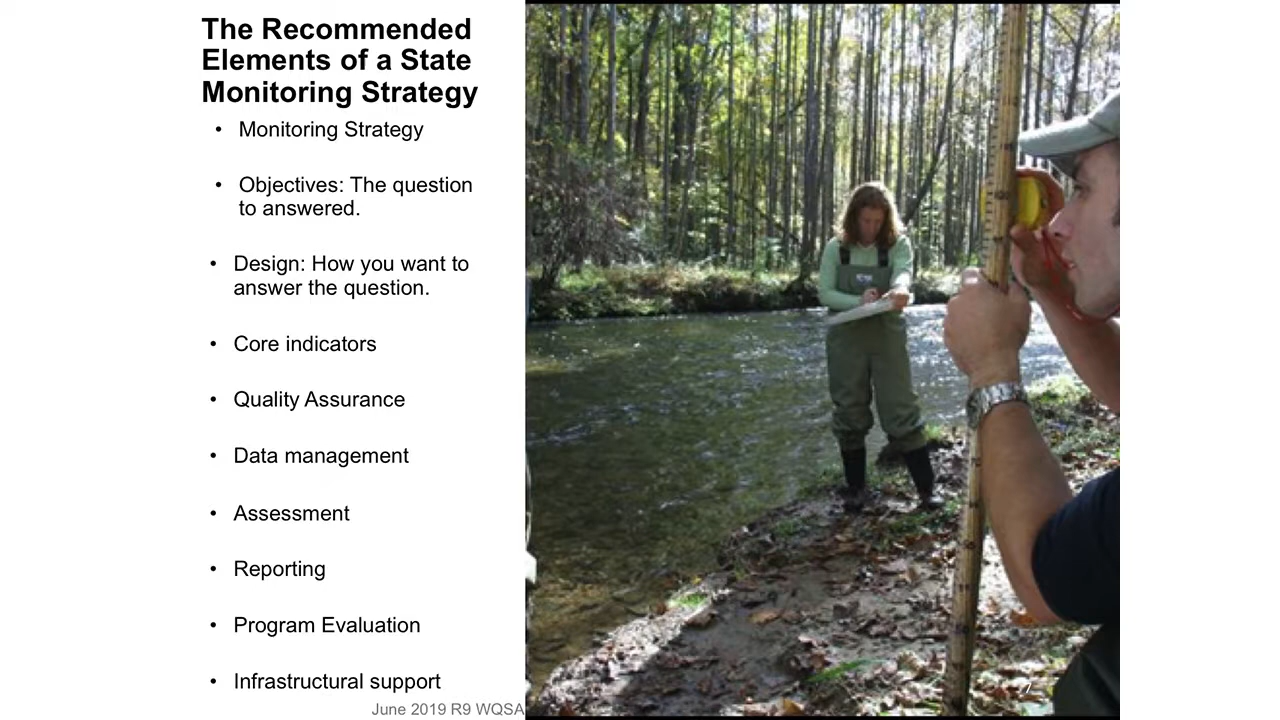 The Recommended
Elements of a State
Monitoring Strategy
• Monitoring Strategy
• Objectives: The question
to answered.
• Design: How you want to
answer the question.
• Core indicators
• Quality Assurance
• Data management
• Assessment
• Reporting
• Program Evaluation
• Infrastructural support
June 2019 R9 WQSA
7